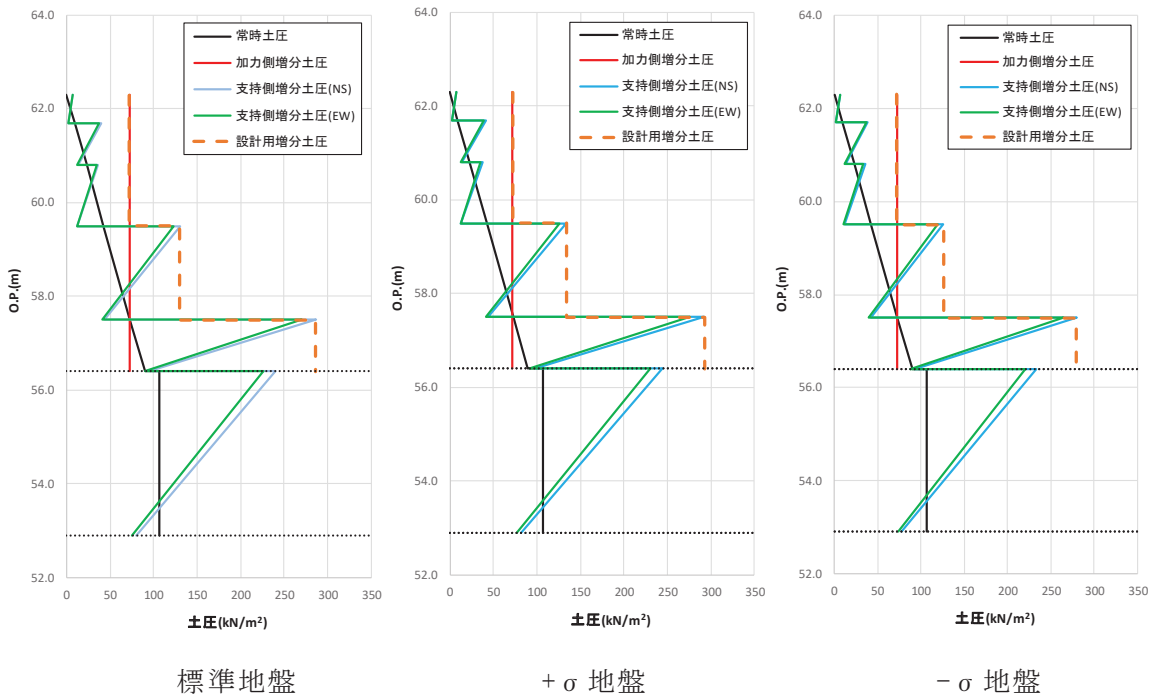 64.0
62.0
60.0
58.0
56.0
54.0
52.0
O.P.(m)
0 50 100 150 200 250 300 350
土圧(kN/m²)
常時土圧
加力側増分土圧
支持側増分土圧(NS)
支持側増分土圧(EW)
設計用増分土圧
標準地盤
64.0
62.0
60.0
58.0
56.0
54.0
52.0
O.P.(m)
0 50 100 150 200 250 300 350
土圧(kN/m²)
常時土圧
加力側増分土圧
支持側増分土圧(NS)
支持側増分土圧(EW)
設計用増分土圧
+σ 地盤
64.0
62.0
60.0
58.0
56.0
54.0
52.0
O.P.(m)
0 50 100 150 200 250 300 350
土圧(kN/m²)
常時土圧
加力側増分土圧
支持側増分土圧(NS)
支持側増分土圧(EW)
設計用増分土圧
−σ 地盤